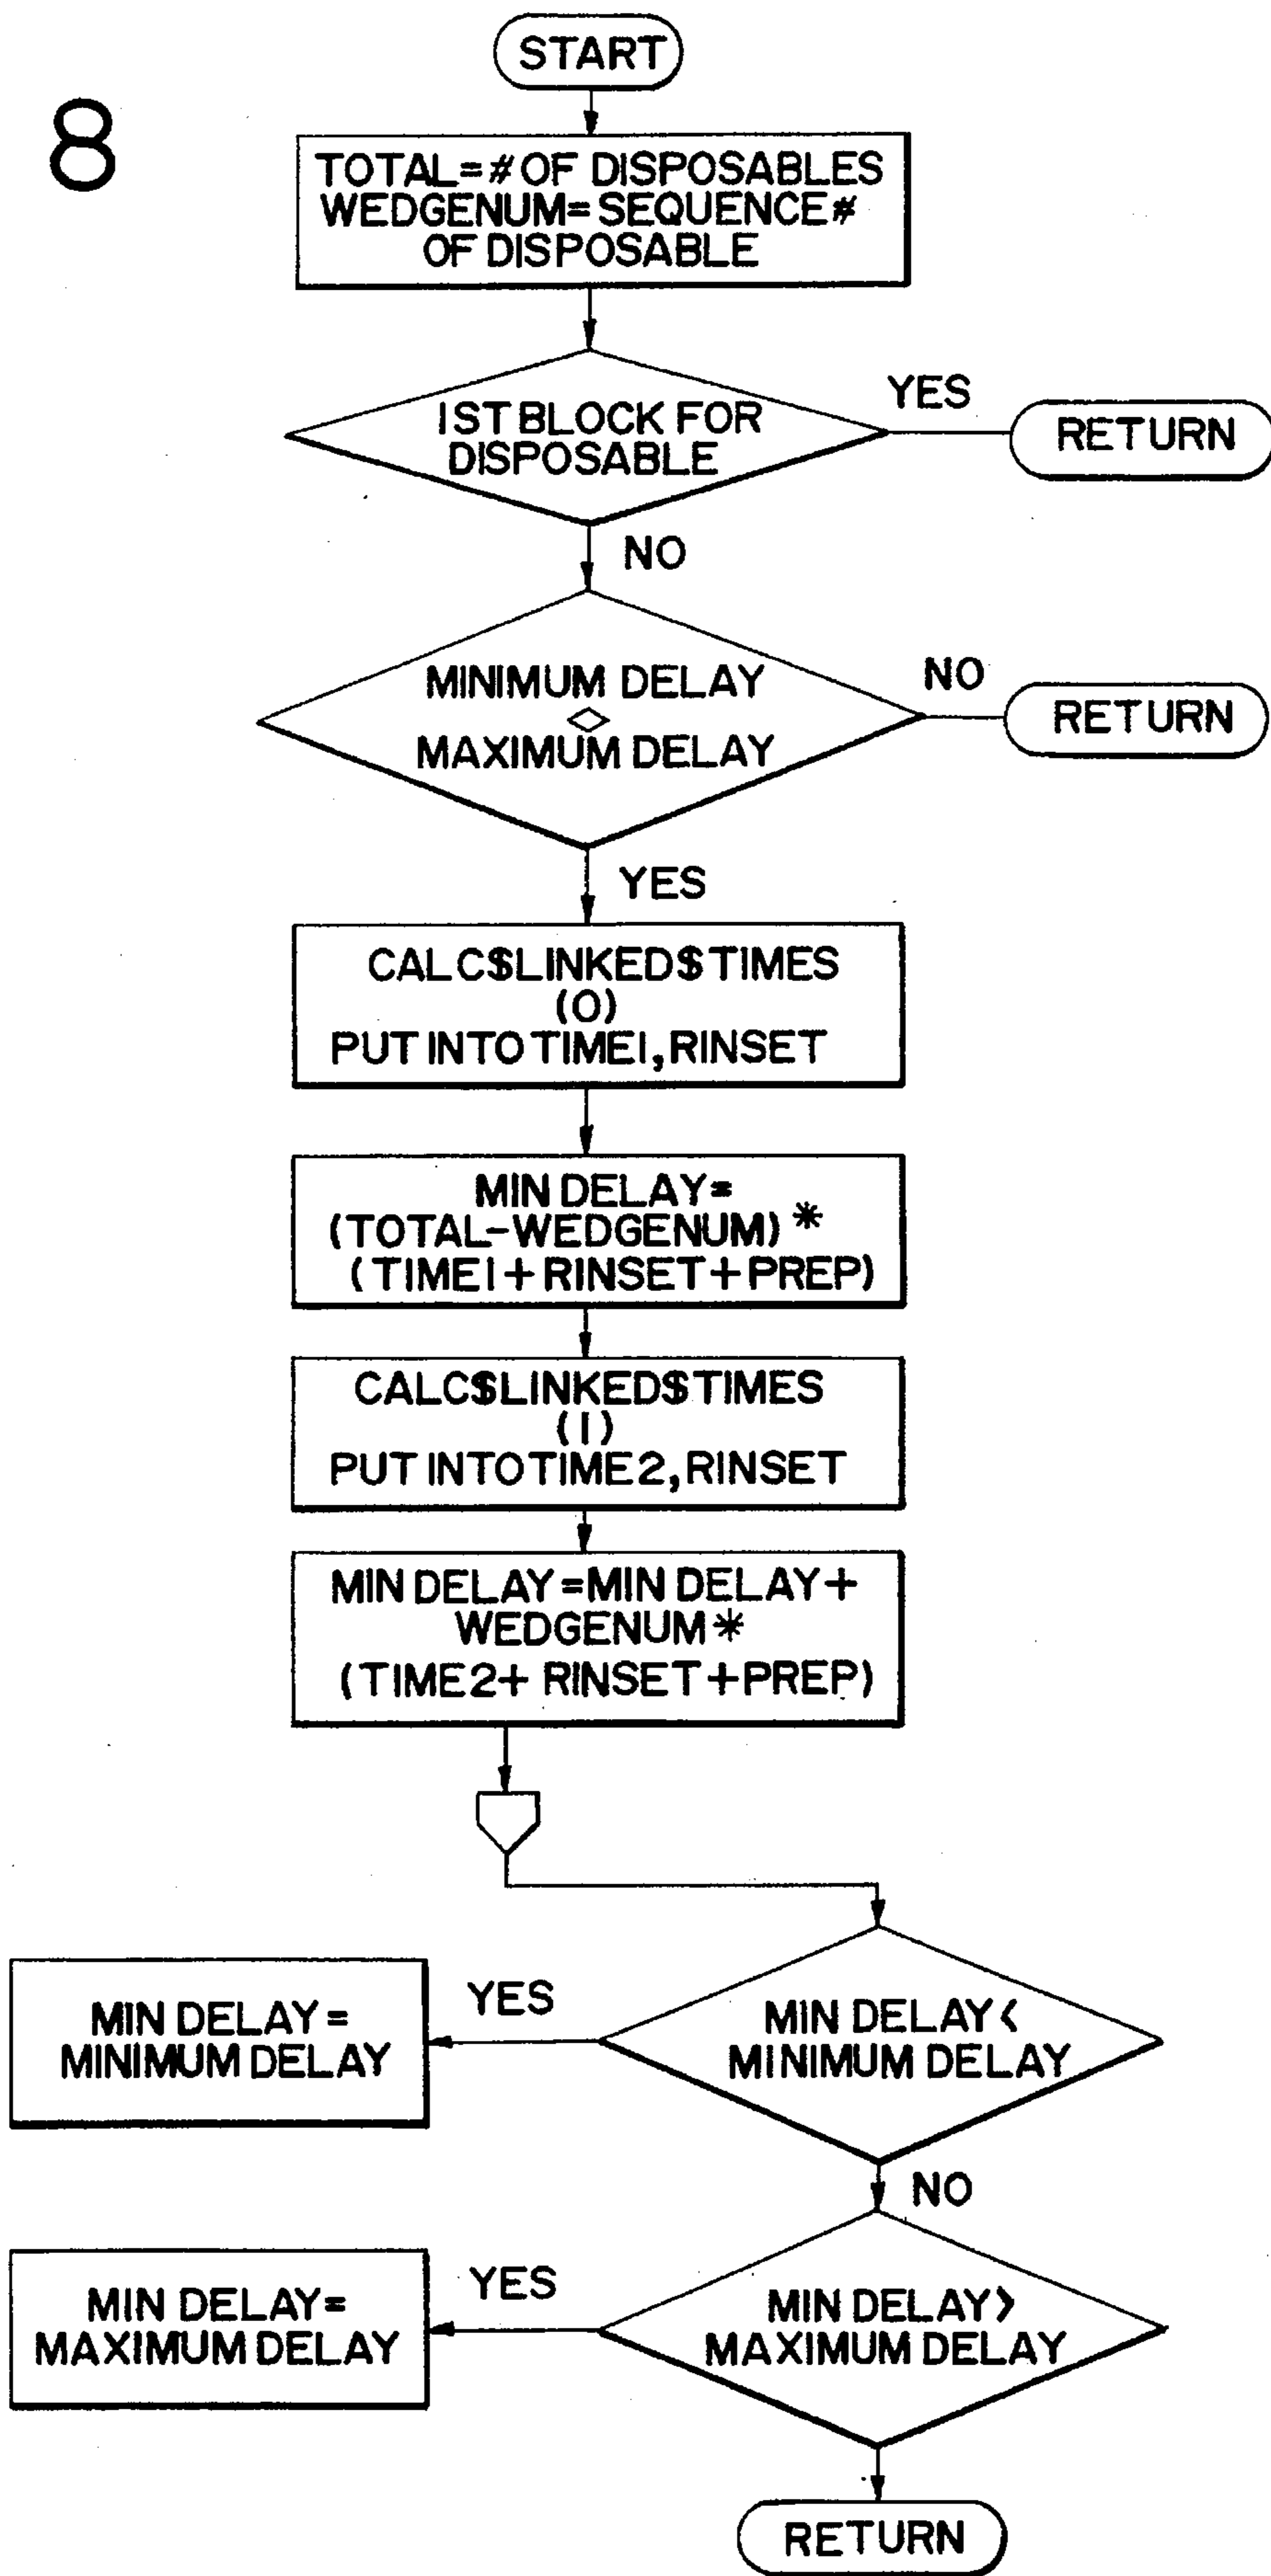 START
8
TOTAL=# OF DISPOSABLES
WEDGENUM=SEQUENCE#
OF DISPOSABLE
1ST BLOCK FOR
DISPOSABLE
YES
RETURN
NO
MINIMUM DELAY
<>
MAXIMUM DELAY
NO
RETURN
YES
CALC$LINKED$TIMES
(0)
PUT INTO TIME1, RINSET
MIN DELAY=
(TOTAL-WEDGENUM) *
(TIME1+RINSET+PREP)
CALC$LINKED$TIMES
(1)
PUT INTO TIME2, RINSET
MIN DELAY=MIN DELAY+
WEDGENUM*
(TIME2+ RINSET+PREP)
MIN DELAY=
MINIMUM DELAY
YES
MIN DELAY<
MINIMUM DELAY
NO
MIN DELAY=
MAXIMUM DELAY
YES
MIN DELAY>
MAXIMUM DELAY
RETURN